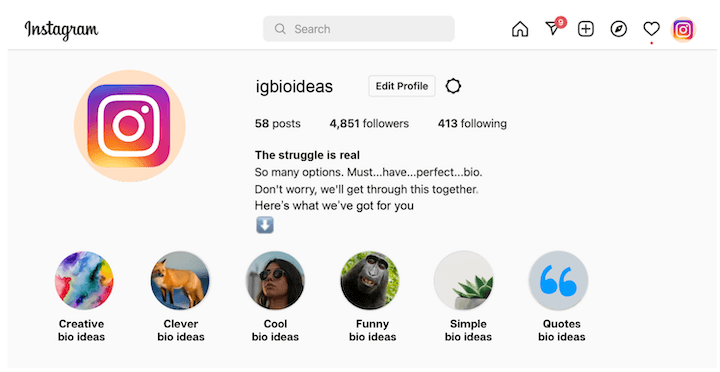 Instagram
Search
9
igbioideas
Edit Profile
58 posts 4,851 followers 413 following
The struggle is real
So many options. Must...have...perfect...bio.
Don't worry, we'll get through this together.
Here's what we've got for you
Creative
bio ideas
Clever
bio ideas
Cool
bio ideas
Funny
bio ideas
Simple
bio ideas
Quotes
bio ideas